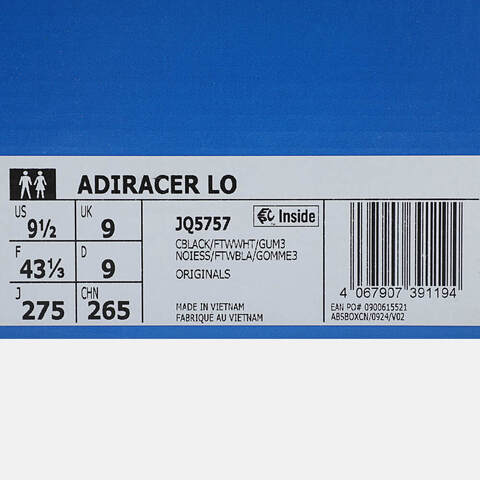 ADIRACER LO
US 9½ UK 9
F 43⅓ D 9
J 275 CHN 265
JQ5757 Inside
CBLACK/FTWWHT/GUM3
NOIESS/FTWBLA/GOMME3
ORIGINALS
MADE IN VIETNAM
FABRIQUE AU VIETNAM
4 067907 391194
EAN PO# 0900615521
ABSBOXCN/0924/V02